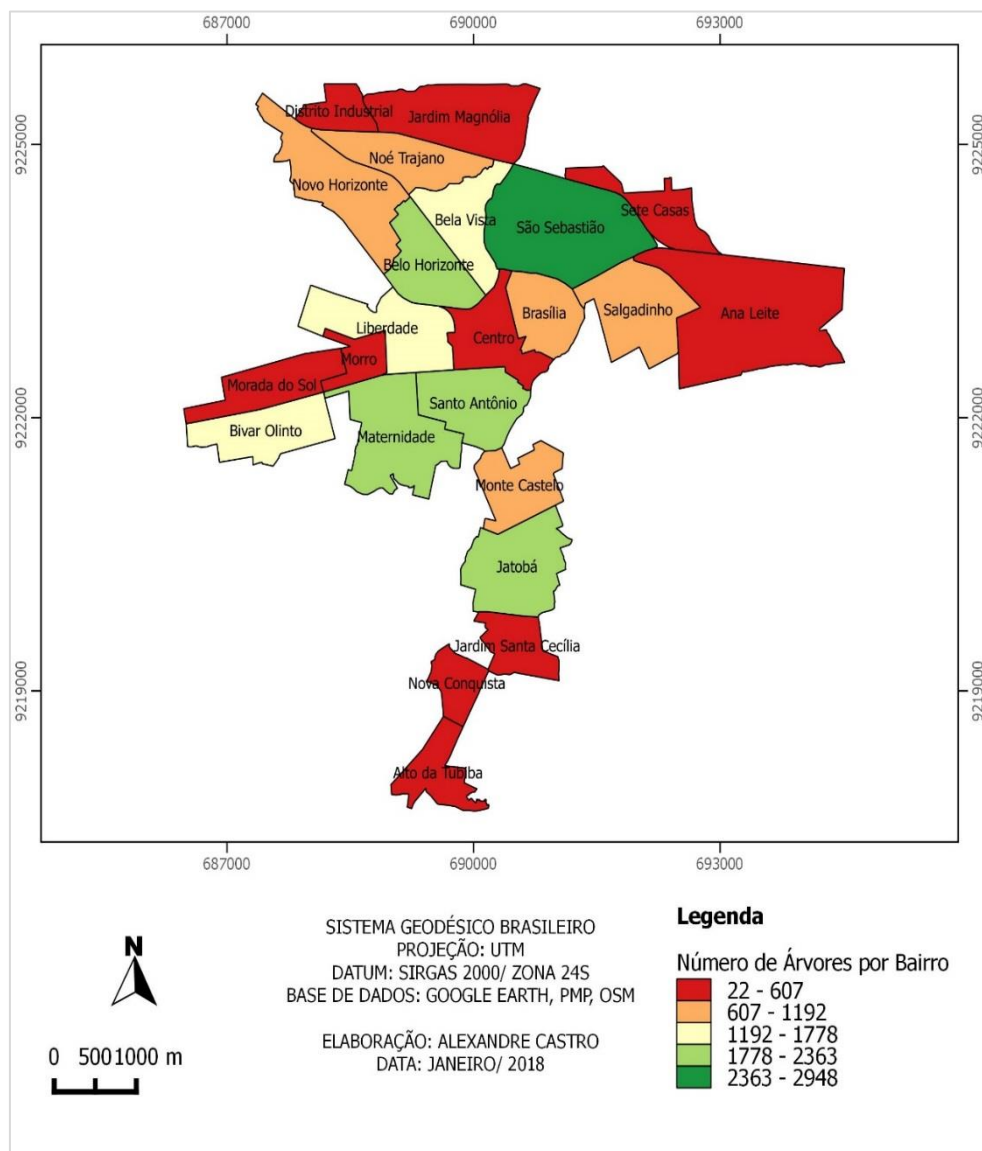 687000 690000 693000
Distrito Industrial
Jardim Magnólia
9225000 9225000
Noé Trajano
Novo Horizonte
Sete Casas
Bela Vista
São Sebastião
Belo Horizonte
Brasília
Salgadinho
Ana Leite
Liberdade
Centro
Morro
Morada do Sol
Santo Antônio
9222000 9222000
Bivar Olinto
Maternidade
Monte Castelo
Jatobá
Jardim Santa Cecília
Nova Conquista
9219000 9219000
Alto da Tubiba
687000 690000 693000
N
0 500 1000 m
SISTEMA GEODÉSICO BRASILEIRO
PROJEÇÃO: UTM
DATUM: SIRGAS 2000/ ZONA 24S
BASE DE DADOS: GOOGLE EARTH, PMP, OSM
ELABORAÇÃO: ALEXANDRE CASTRO
DATA: JANEIRO/ 2018
Legenda
Número de Árvores por Bairro
22 - 607
607 - 1192
1192 - 1778
1778 - 2363
2363 - 2948